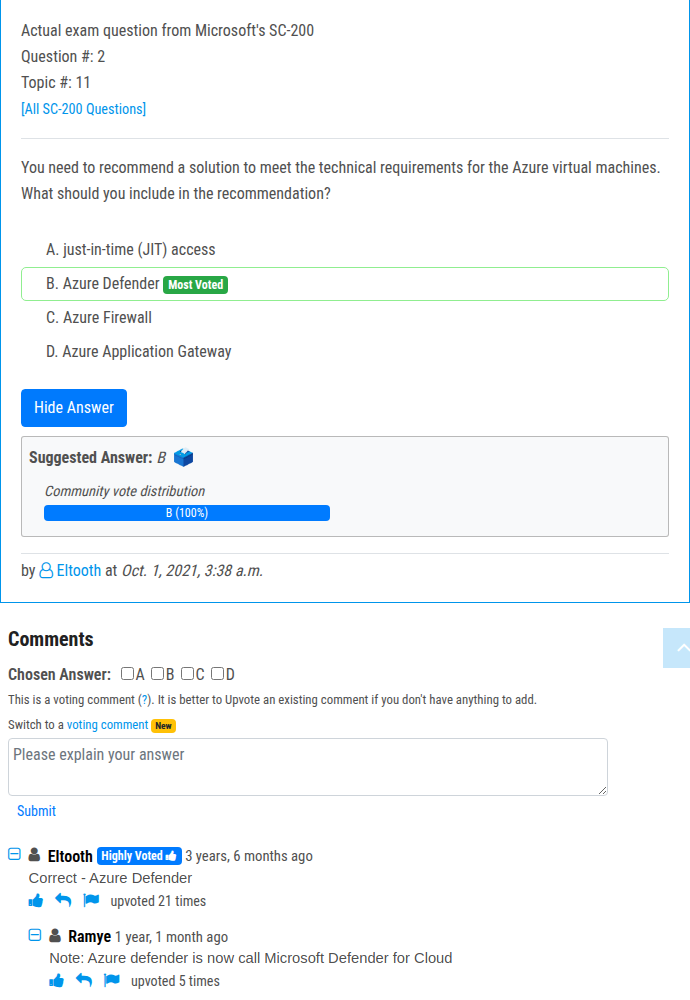 Actual exam question from Microsoft's SC-200
Question #: 2
Topic #: 11
[All SC-200 Questions]
You need to recommend a solution to meet the technical requirements for the Azure virtual machines.
What should you include in the recommendation?
A. just-in-time (JIT) access
B. Azure Defender Most Voted
C. Azure Firewall
D. Azure Application Gateway
Hide Answer
Suggested Answer: B
Community vote distribution
B (100%)
by Eltooth at Oct. 1, 2021, 3:38 a.m.
Comments
Chosen Answer: A B C D
This is a voting comment (?). It is better to Upvote an existing comment if you don't have anything to add.
Switch to a voting comment New
Please explain your answer
Submit
Eltooth Highly Voted 3 years, 6 months ago
Correct - Azure Defender
upvoted 21 times
Ramye 1 year, 1 month ago
Note: Azure defender is now call Microsoft Defender for Cloud
upvoted 5 times